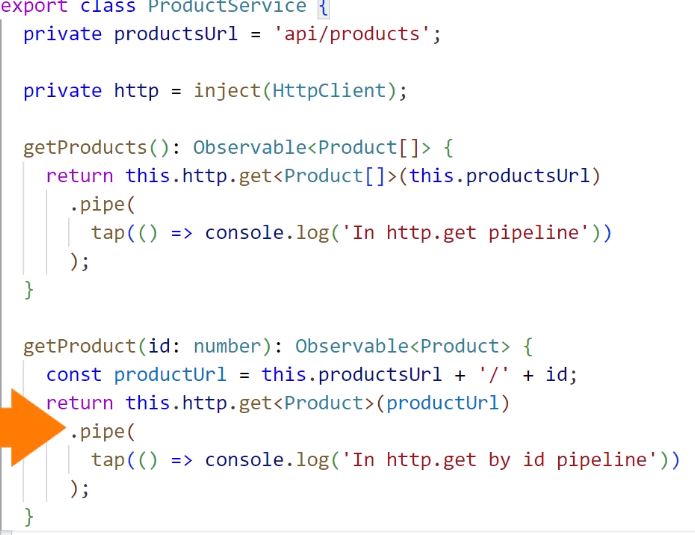 export class ProductService {
private productsUrl = 'api/products';
private http = inject(HttpClient);
getProducts(): Observable<Product[]> {
return this.http.get<Product[]>(this.productsUrl)
.pipe(
tap(() => console.log('In http.get pipeline'))
);
}
getProduct(id: number): Observable<Product> {
const productUrl = this.productsUrl + '/' + id;
return this.http.get<Product>(productUrl)
.pipe(
tap(() => console.log('In http.get by id pipeline'))
);
}